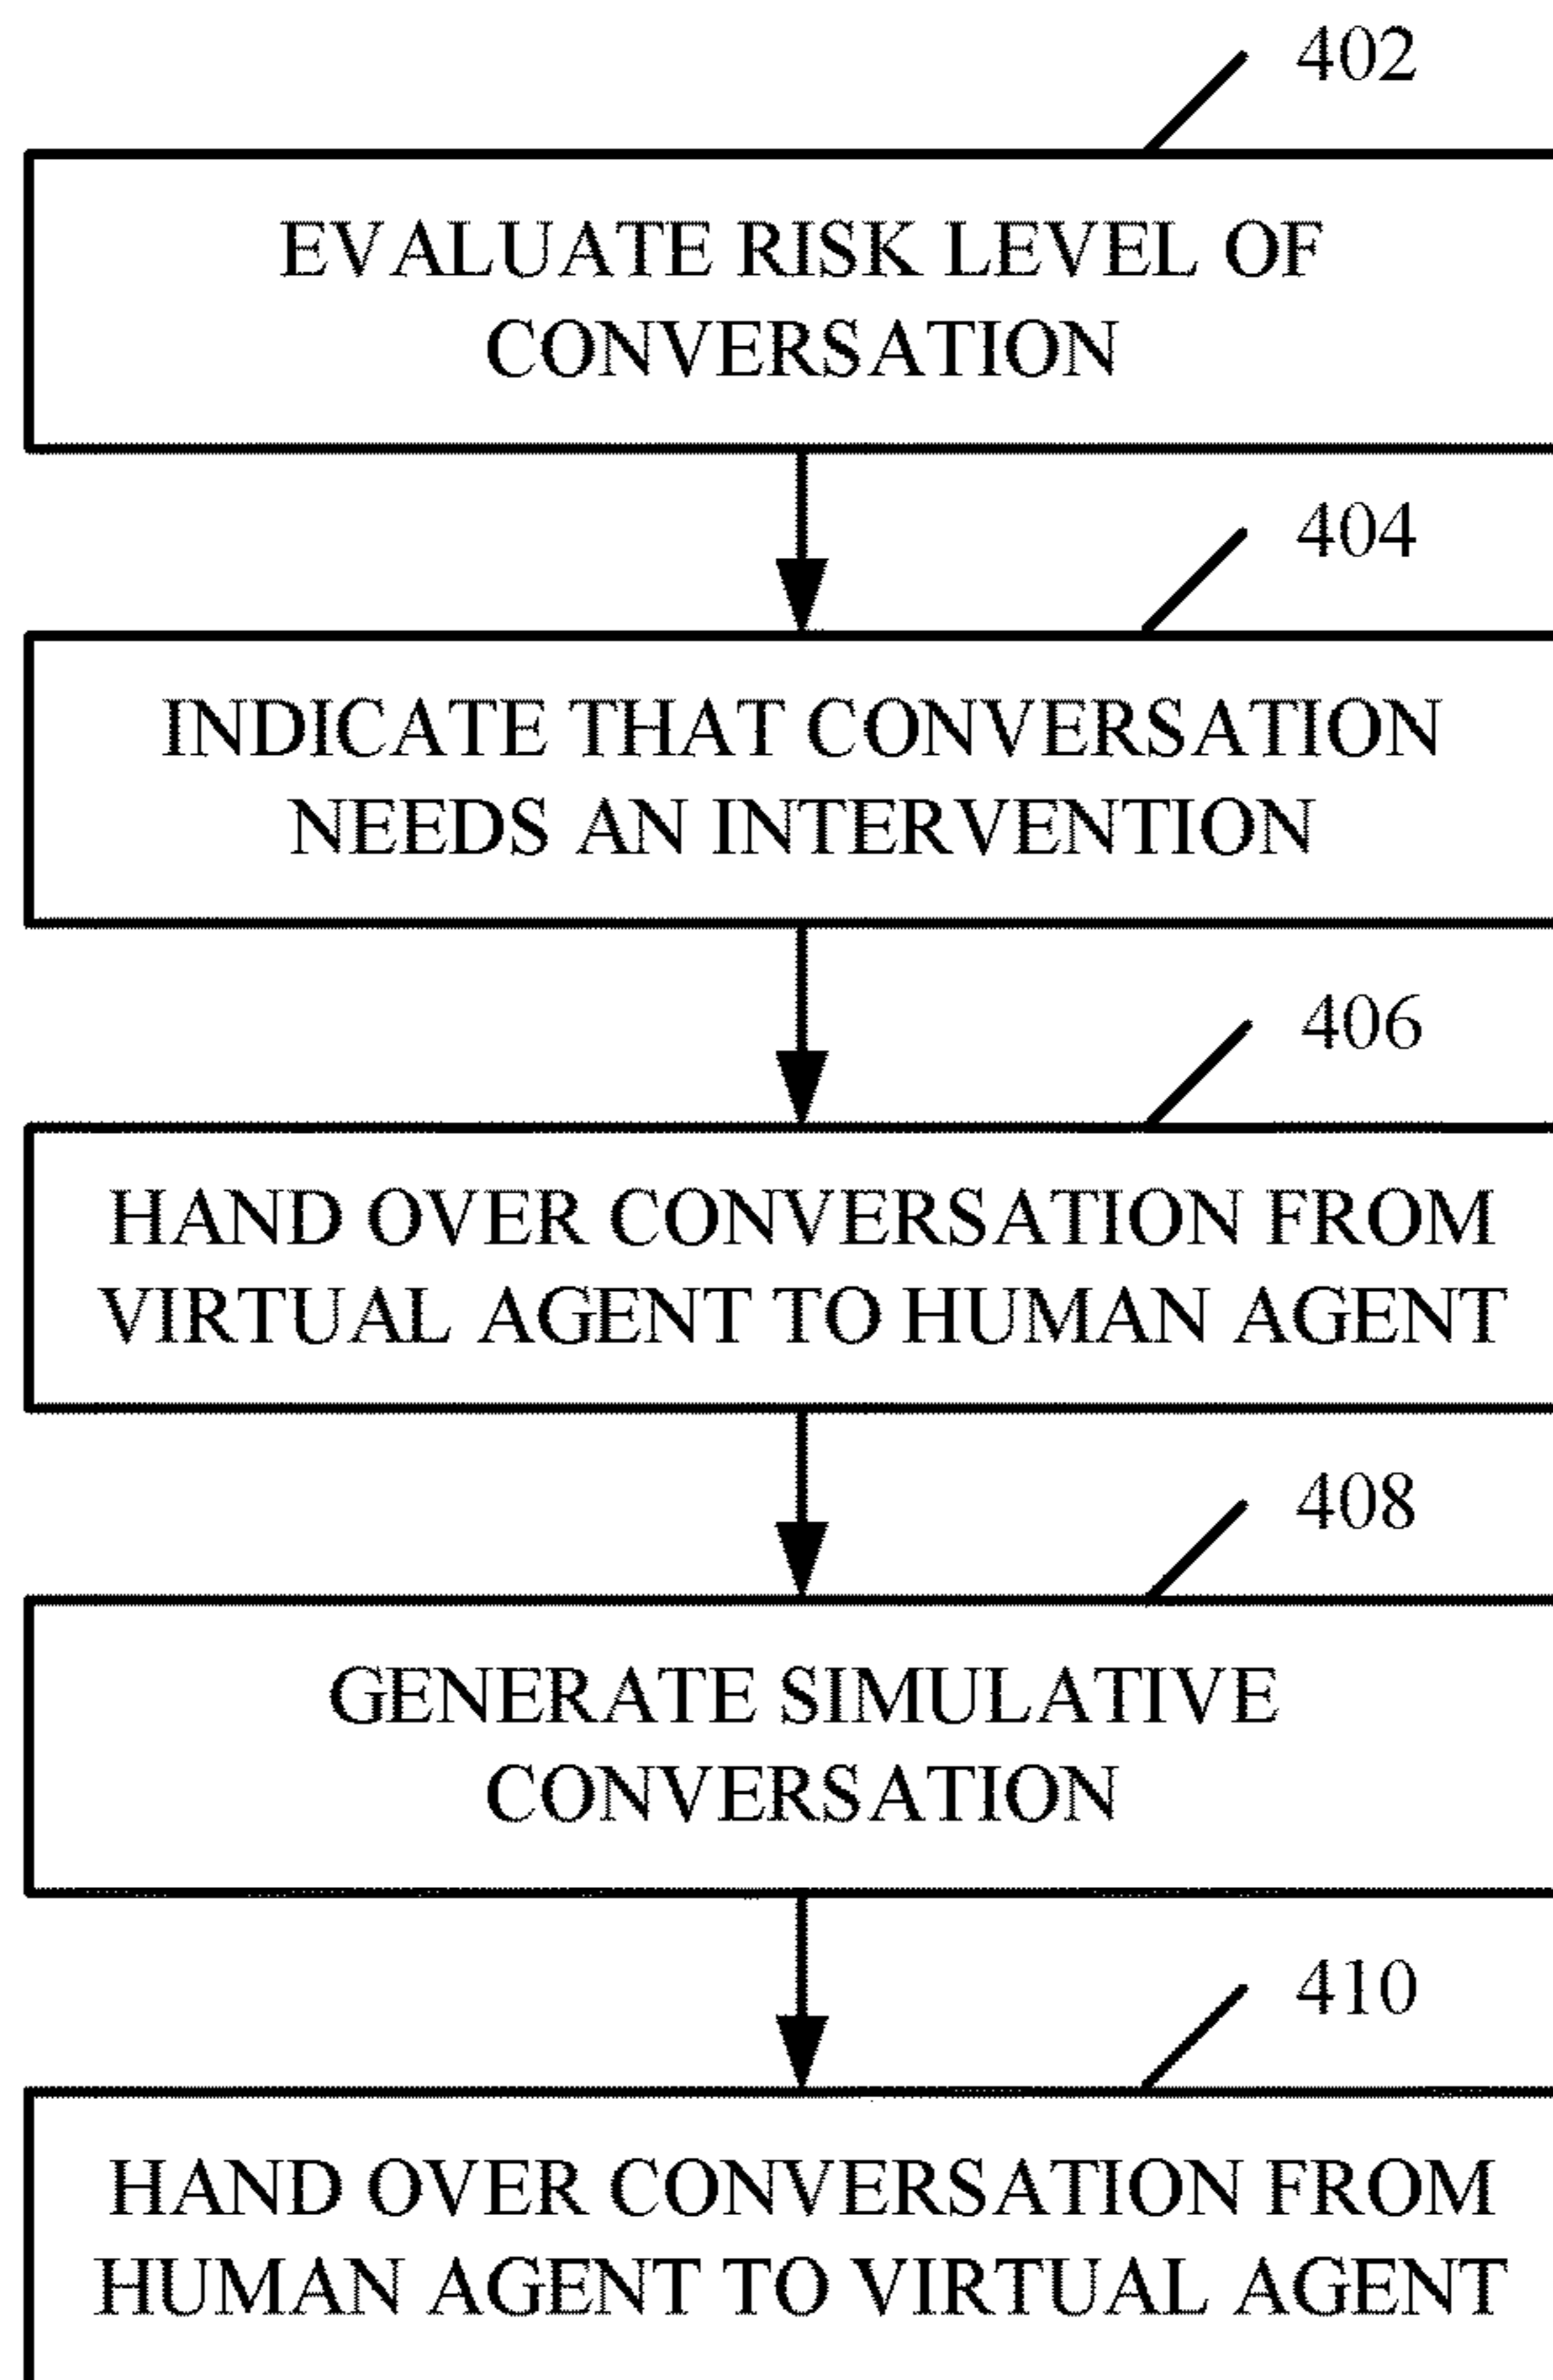 402
EVALUATE RISK LEVEL OF
CONVERSATION
404
INDICATE THAT CONVERSATION
NEEDS AN INTERVENTION
406
HAND OVER CONVERSATION FROM
VIRTUAL AGENT TO HUMAN AGENT
408
GENERATE SIMULATIVE
CONVERSATION
410
HAND OVER CONVERSATION FROM
HUMAN AGENT TO VIRTUAL AGENT